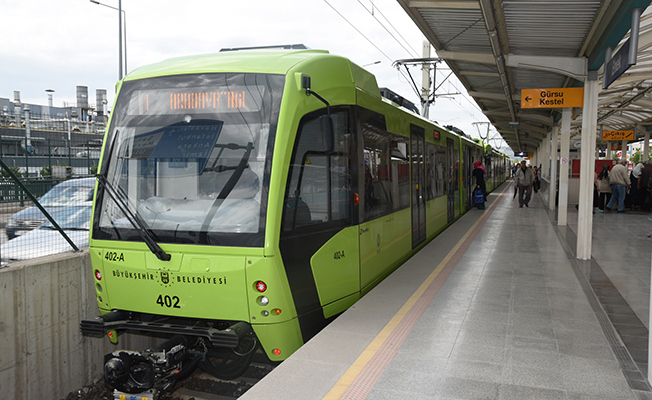 402-A
BÜYÜKŞEHİR BELEDİYESİ
402
402-A
Gürsu
Kestel